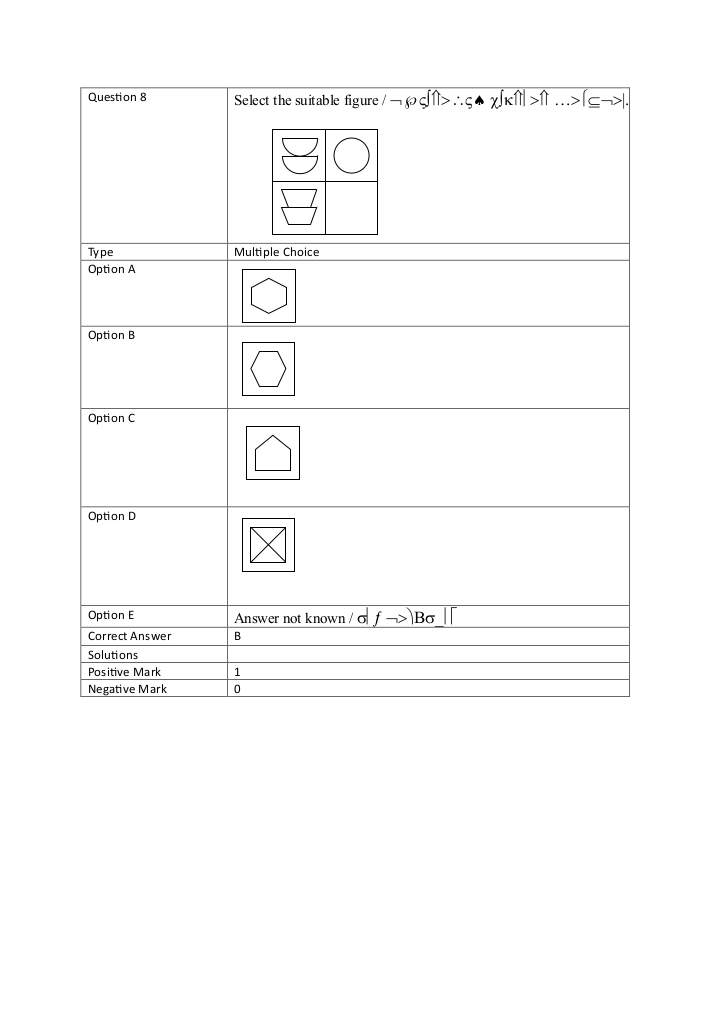 Question 8
Select the suitable figure / ¬ ℘ς⌠⇑> ∴ς♠ χ⌠κ⇑⏐ >⇑ …>⌠⊆¬>|.
Type
Multiple Choice
Option A
Option B
Option C
Option D
Option E
Answer not known / σ⎜ ƒ ¬>⎞Βσ_⎜⎡
Correct Answer
B
Solutions
Positive Mark
1
Negative Mark
0